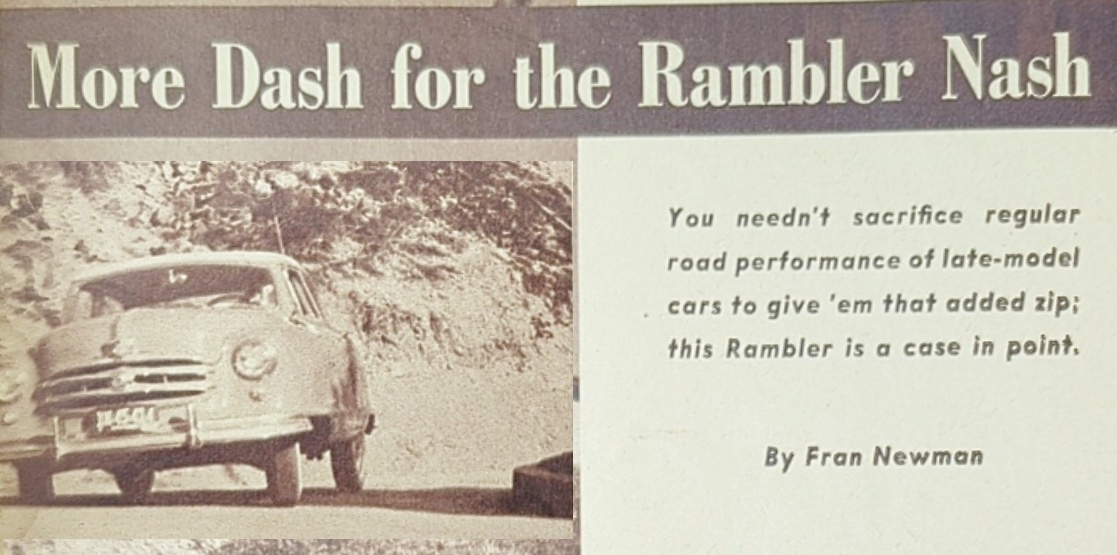 More Dash for the Rambler Nash
You needn't sacrifice regular
road performance of late-model
cars to give 'em that added zip;
this Rambler is a case in point.
By Fran Newman